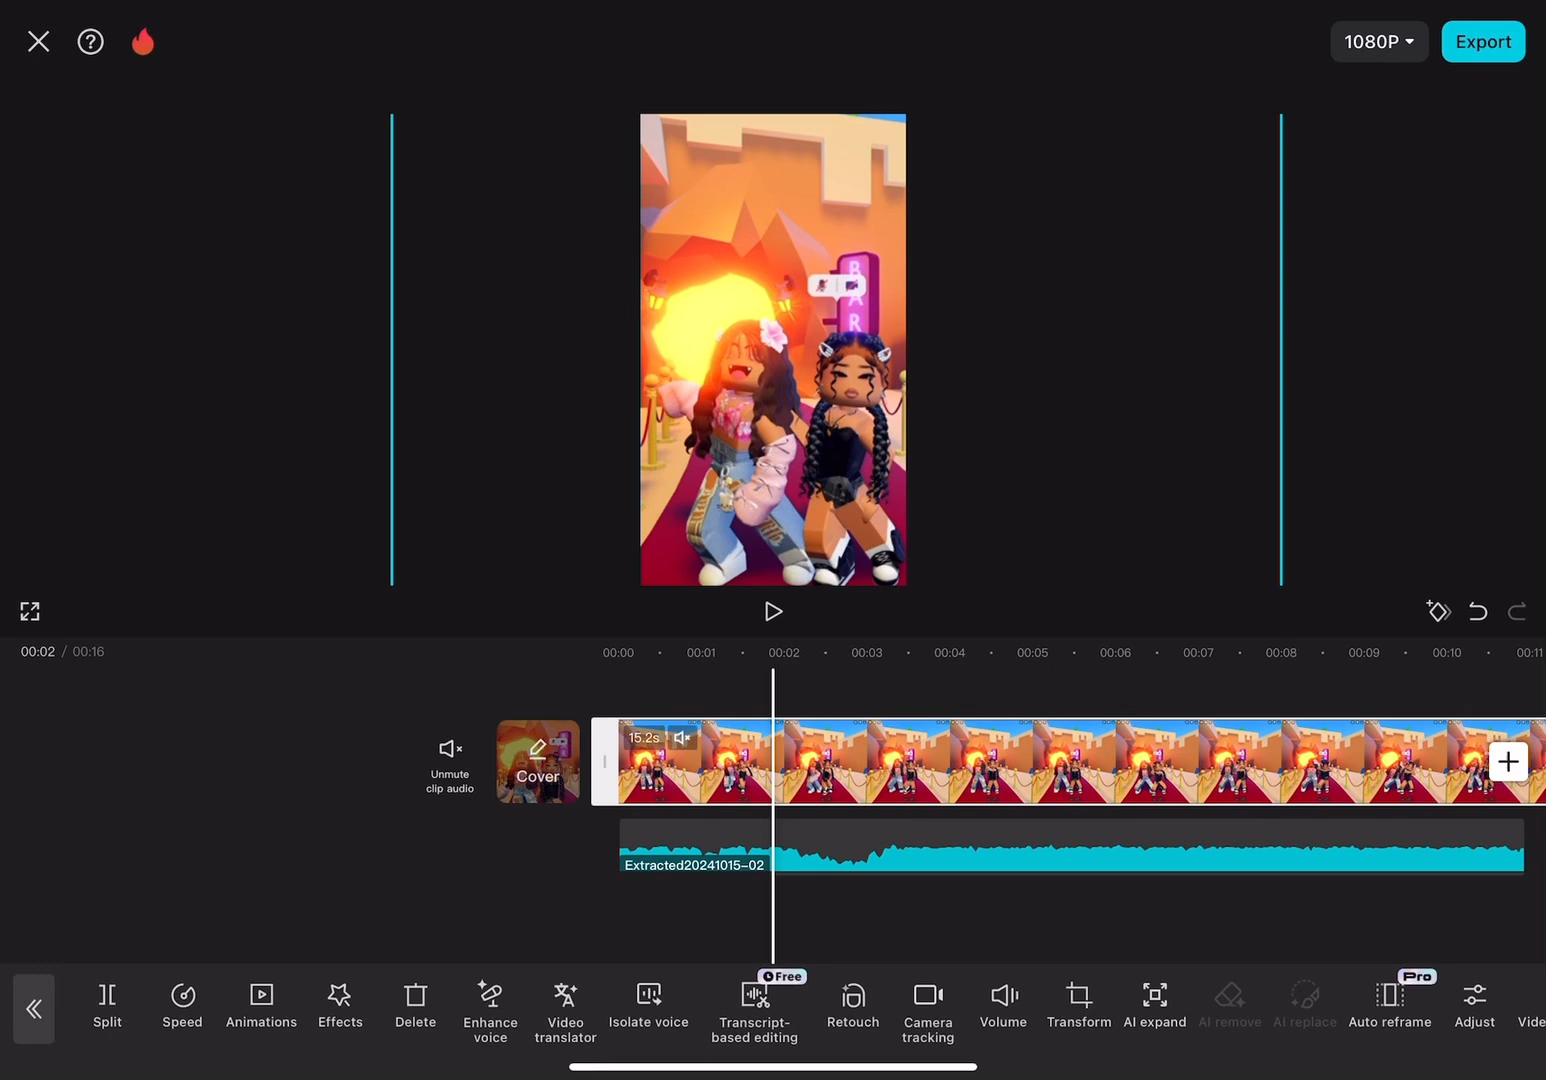 1080P
Export
B
A
R
00:02 / 00:16
00:00 00:01 00:02 00:03 00:04 00:05 00:06 00:07 00:08 00:09 00:10 00:11
15.2s
Unmute
clip audio
Cover
Extracted20241015-02
Split
Speed
Animations
Effects
Delete
Enhance
voice
Video
translator
Isolate voice
Free
Transcript-
based editing
Retouch
Camera
tracking
Volume
Transform
AI expand
AI remove
AI replace
Pro
Auto reframe
Adjust
Vide